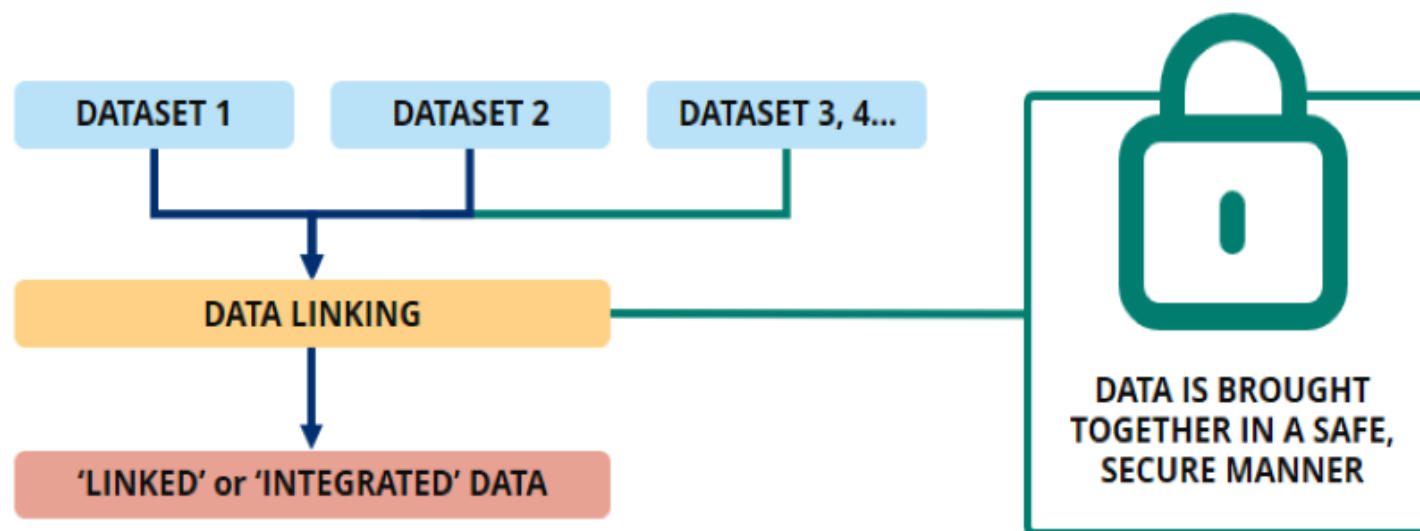 DATASET 1
DATASET 2
DATASET 3, 4...
DATA LINKING
‘LINKED’ or ‘INTEGRATED’ DATA
DATA IS BROUGHT
TOGETHER IN A SAFE,
SECURE MANNER